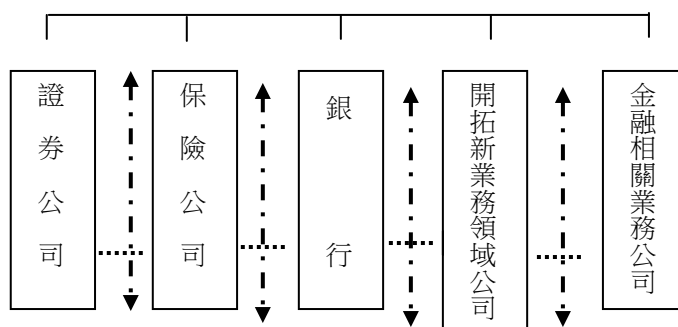 證券公司
保險公司
銀行
開拓新業務領域公司
金融相關業務公司